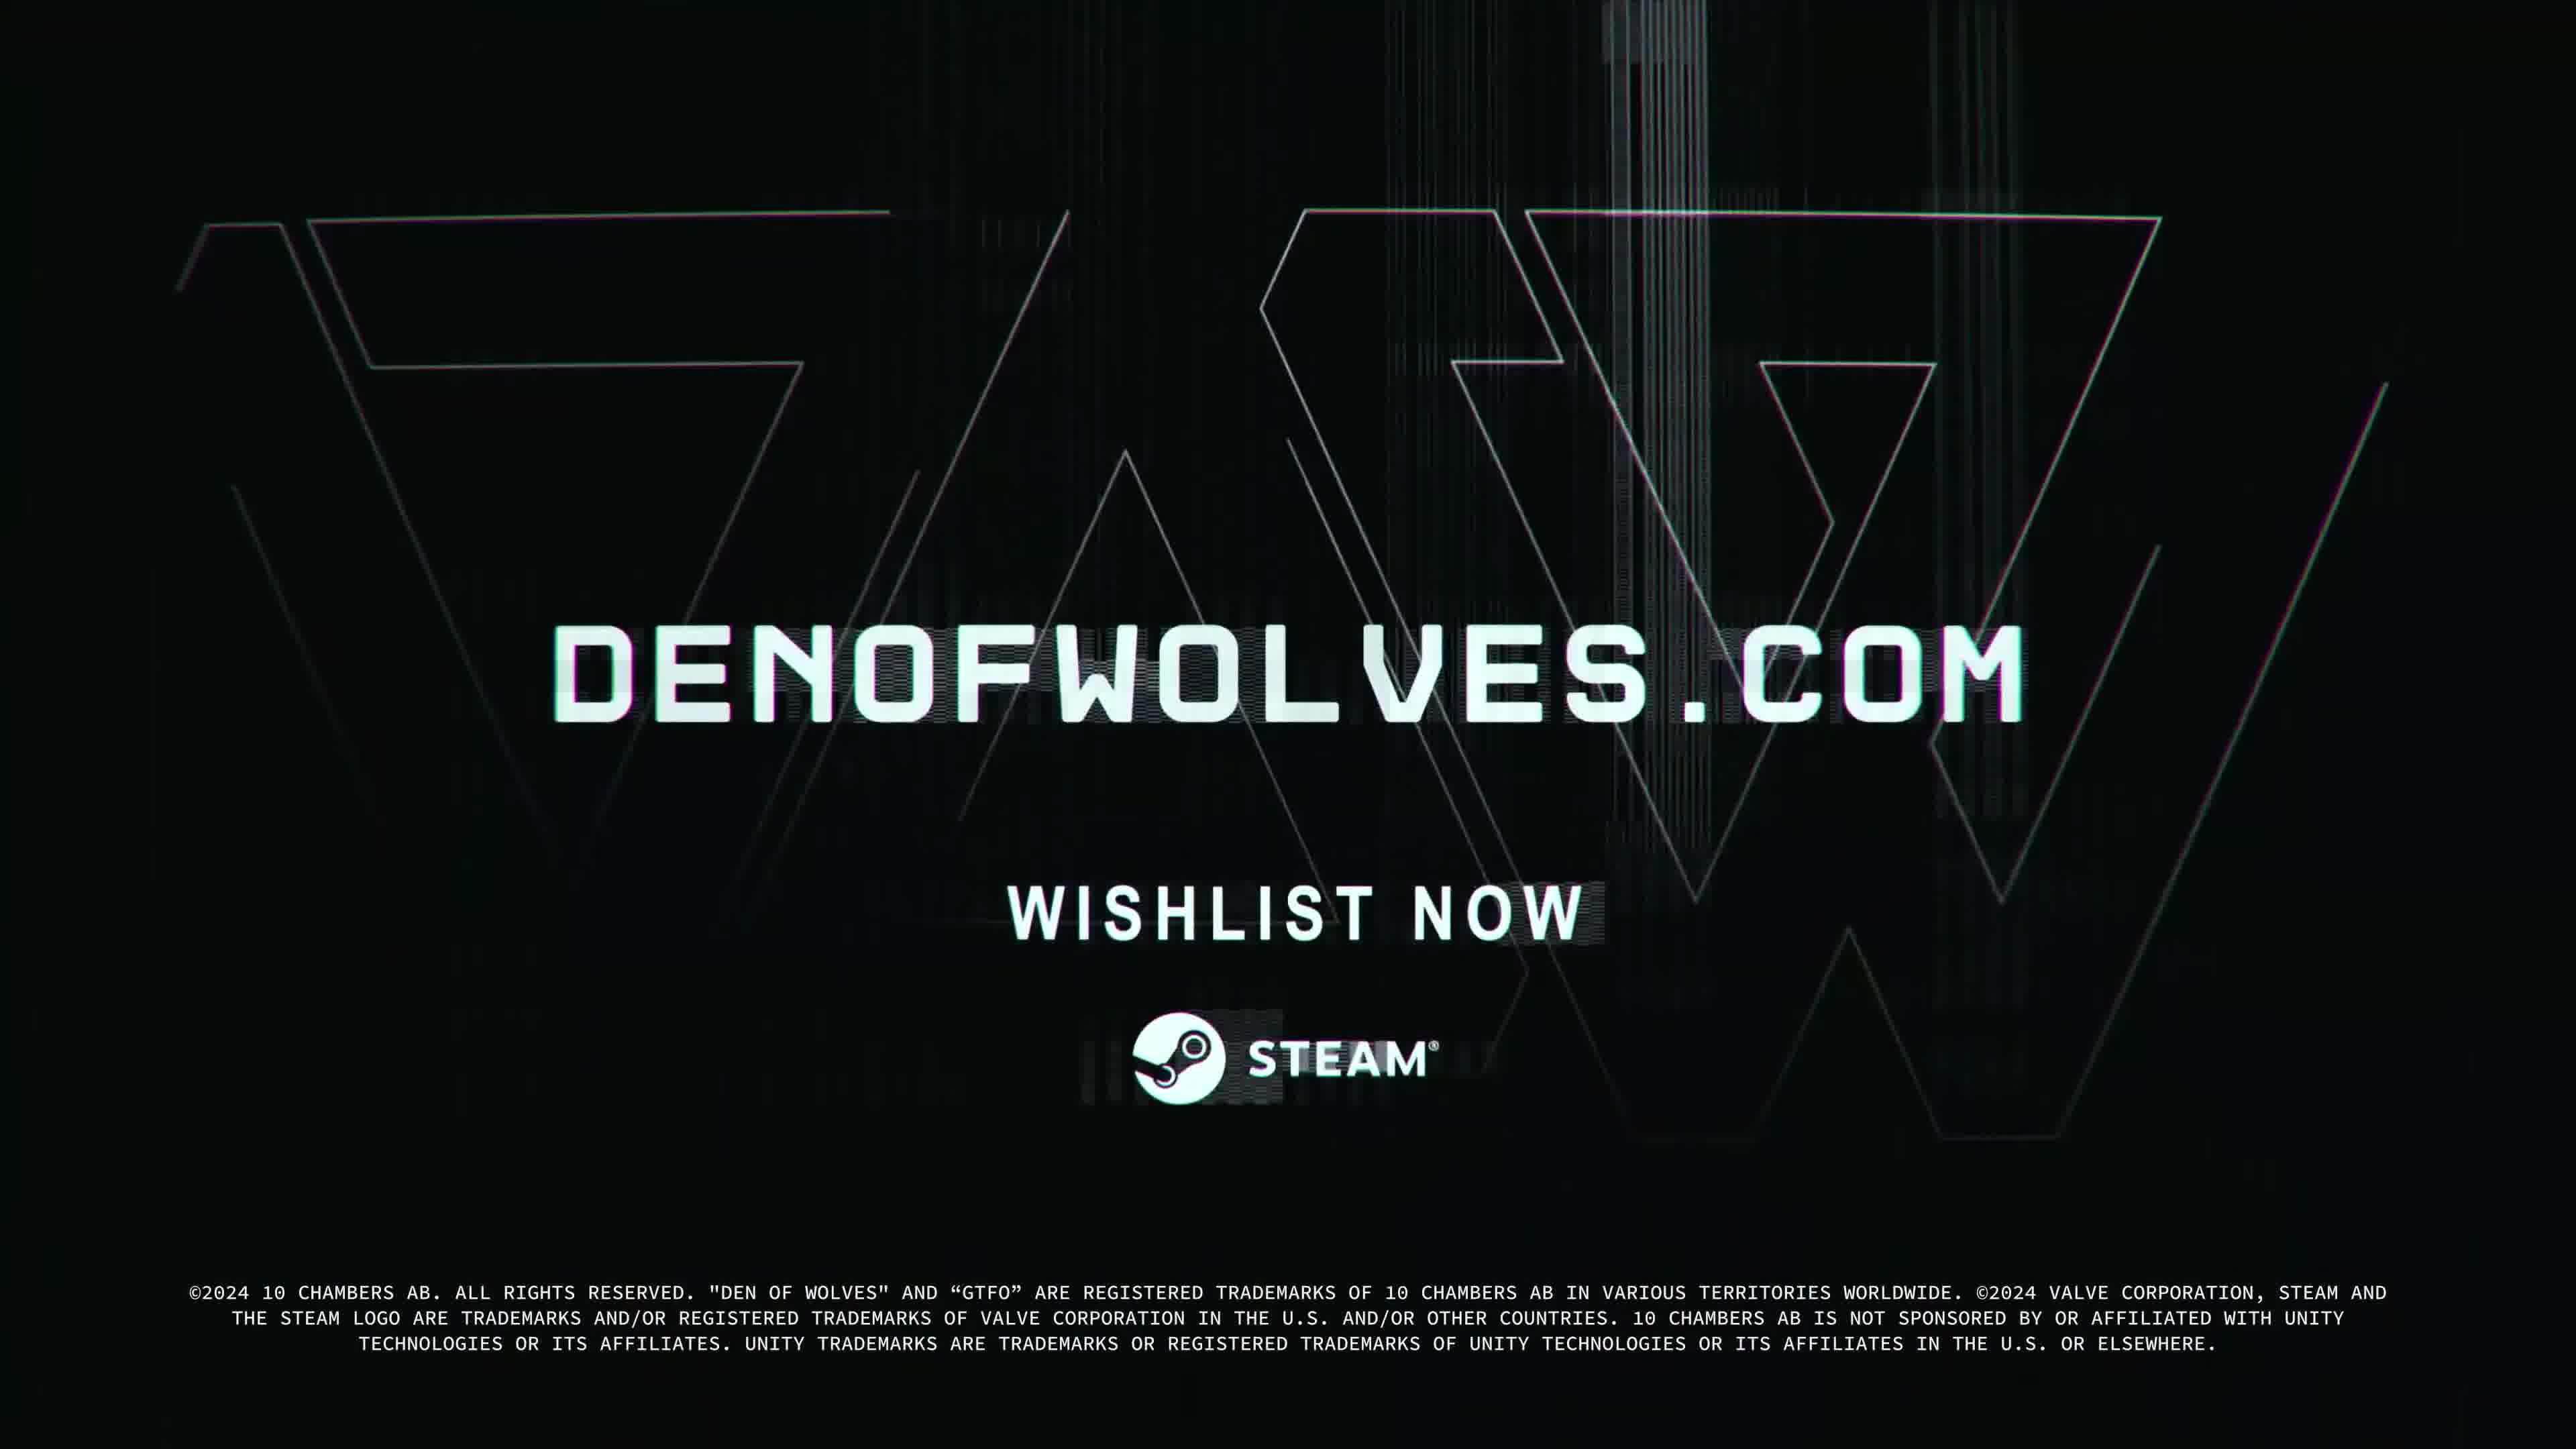 DENOFWOLVES.COM
WISHLIST NOW
STEAM®
©2024 10 CHAMBERS AB. ALL RIGHTS RESERVED. "DEN OF WOLVES" AND “GTFO” ARE REGISTERED TRADEMARKS OF 10 CHAMBERS AB IN VARIOUS TERRITORIES WORLDWIDE. ©2024 VALVE CORPORATION, STEAM AND
THE STEAM LOGO ARE TRADEMARKS AND/OR REGISTERED TRADEMARKS OF VALVE CORPORATION IN THE U.S. AND/OR OTHER COUNTRIES. 10 CHAMBERS AB IS NOT SPONSORED BY OR AFFILIATED WITH UNITY
TECHNOLOGIES OR ITS AFFILIATES. UNITY TRADEMARKS ARE TRADEMARKS OR REGISTERED TRADEMARKS OF UNITY TECHNOLOGIES OR ITS AFFILIATES IN THE U.S. OR ELSEWHERE.